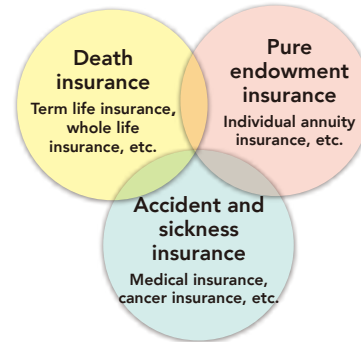 Death
insurance
Term life insurance,
whole life
insurance, etc.
Pure
endowment
insurance
Individual annuity
insurance, etc.
Accident and
sickness
insurance
Medical insurance,
cancer insurance, etc.